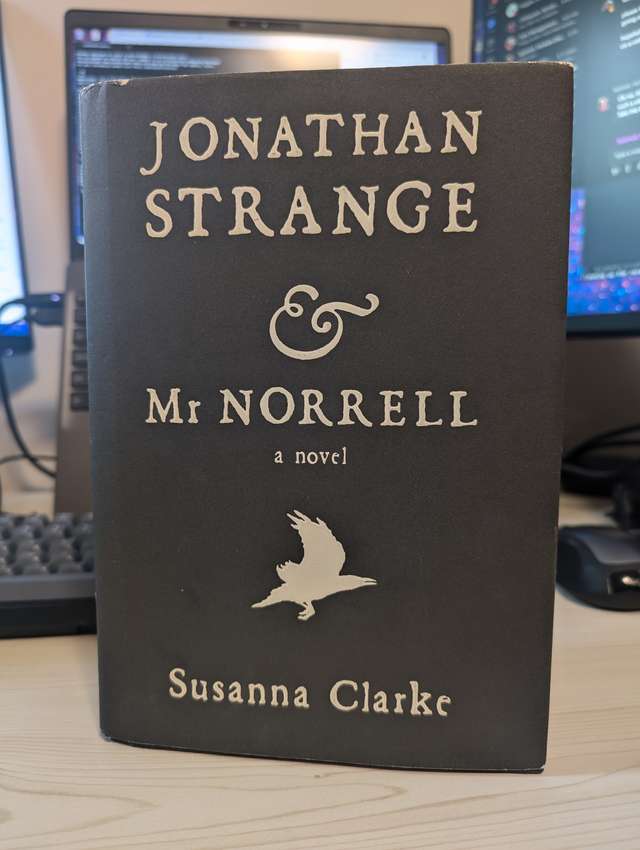 JONATHAN
STRANGE
&
Mr NORRELL
a novel
Susanna Clarke